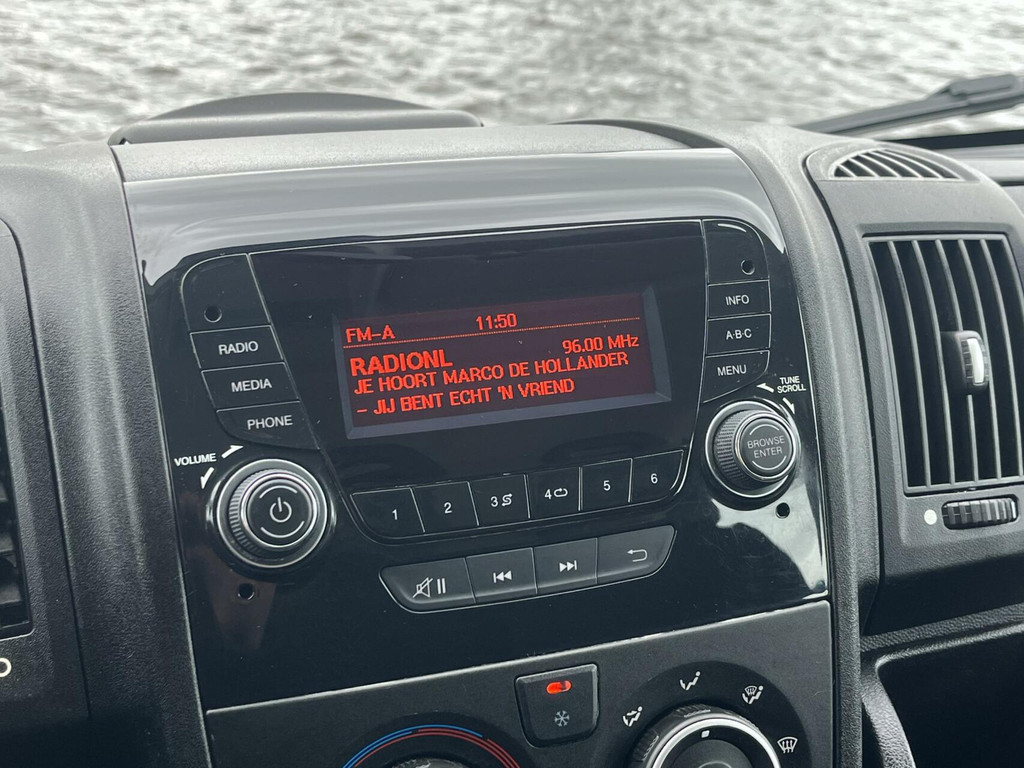 FM-A 11:50
RADIONL 96.00 MHz
JE HOORT MARCO DE HOLLANDER
- JIJ BENT ECHT 'N VRIEND
RADIO
MEDIA
PHONE
VOLUME
INFO
A·B·C
MENU
TUNE
SCROLL
BROWSE
ENTER
1 2 3 4 5 6